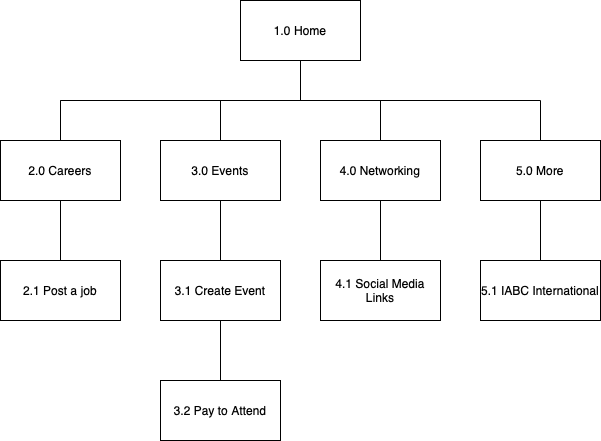 1.0 Home
2.0 Careers
3.0 Events
4.0 Networking
5.0 More
2.1 Post a job
3.1 Create Event
4.1 Social Media
Links
5.1 IABC International
3.2 Pay to Attend